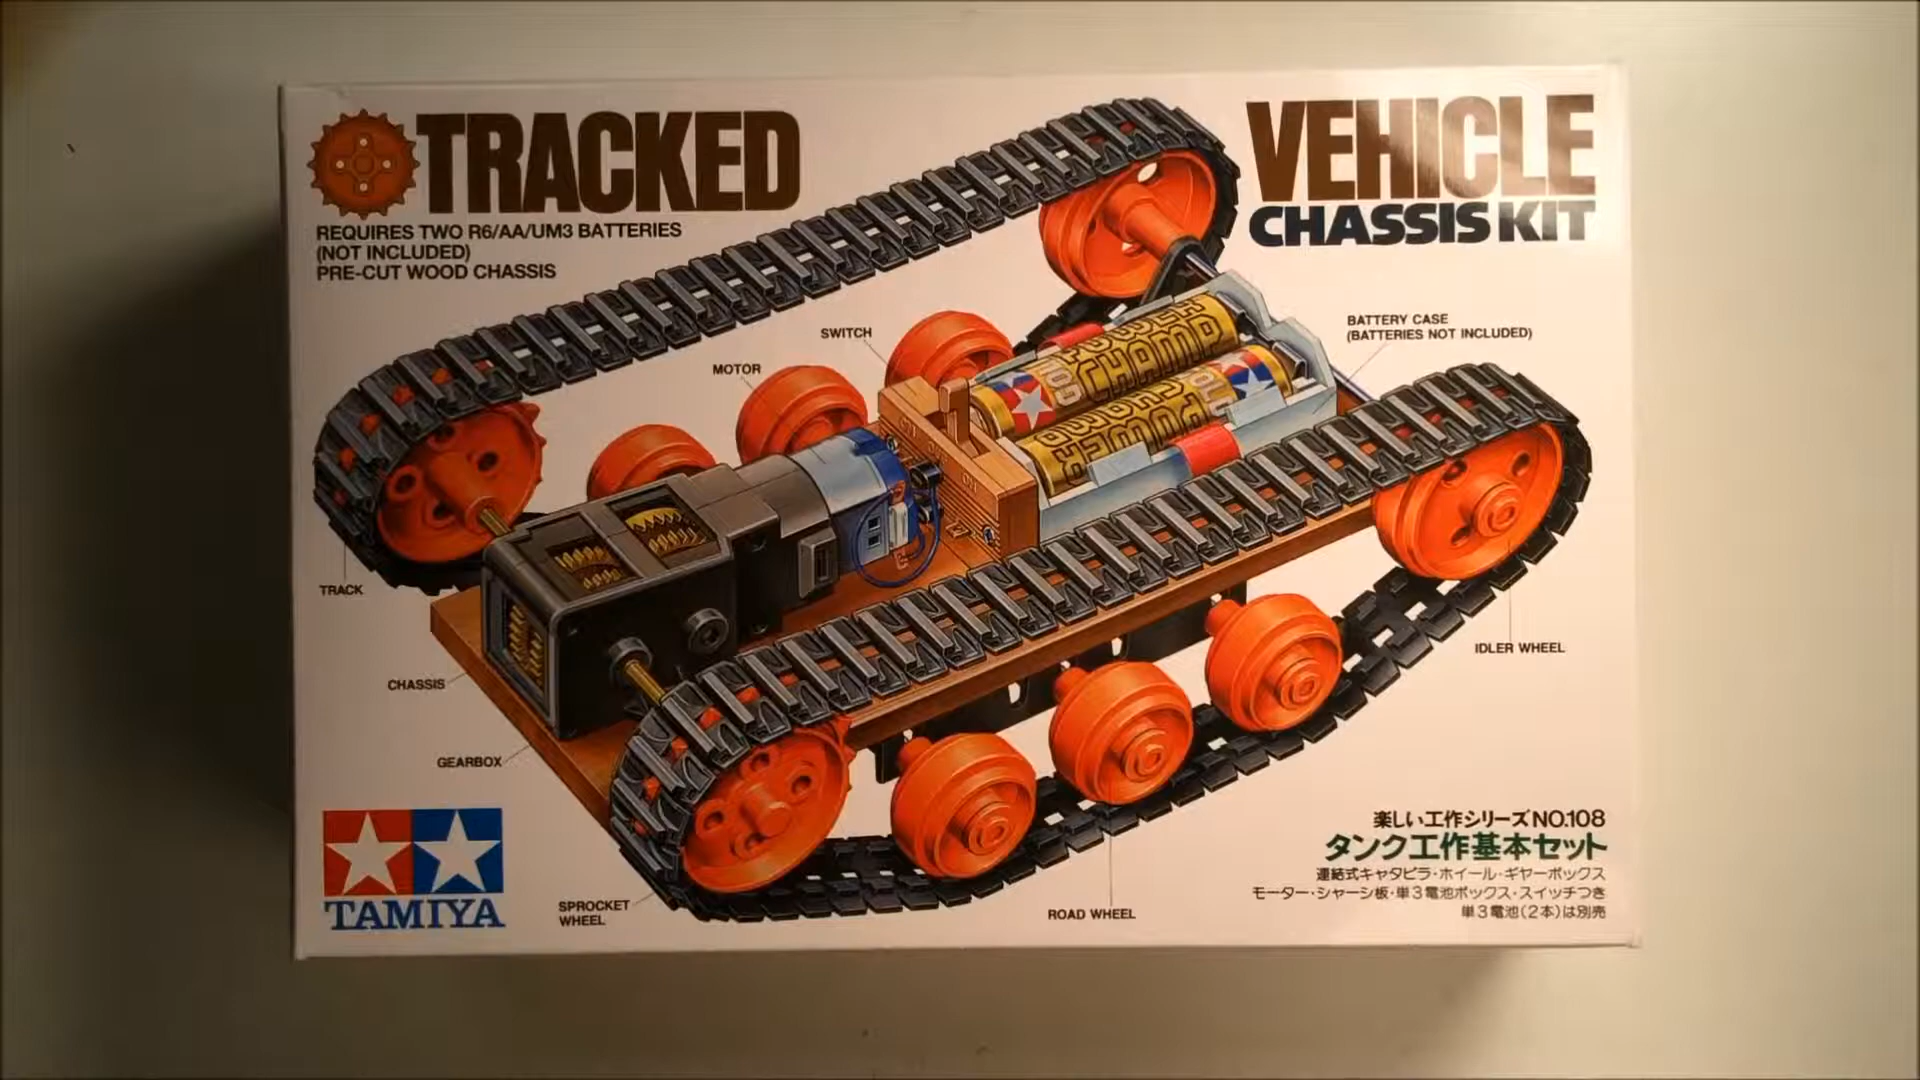 TRACKED
VEHICLE
CHASSIS KIT
REQUIRES TWO R6/AA/UM3 BATTERIES
(NOT INCLUDED)
PRE-CUT WOOD CHASSIS
SWITCH
MOTOR
BATTERY CASE
(BATTERIES NOT INCLUDED)
POWER
CHAMP
POWER
CHAMP
TRACK
CHASSIS
GEARBOX
IDLER WHEEL
SPROCKET
WHEEL
ROAD WHEEL
TAMIYA
楽しい工作シリーズNO.108
タンク工作基本セット
連結式キャタピラ・ホイール・ギヤーボックス
モーター・シャーシ板・単3電池ボックス・スイッチつき
単3電池(2本)は別売